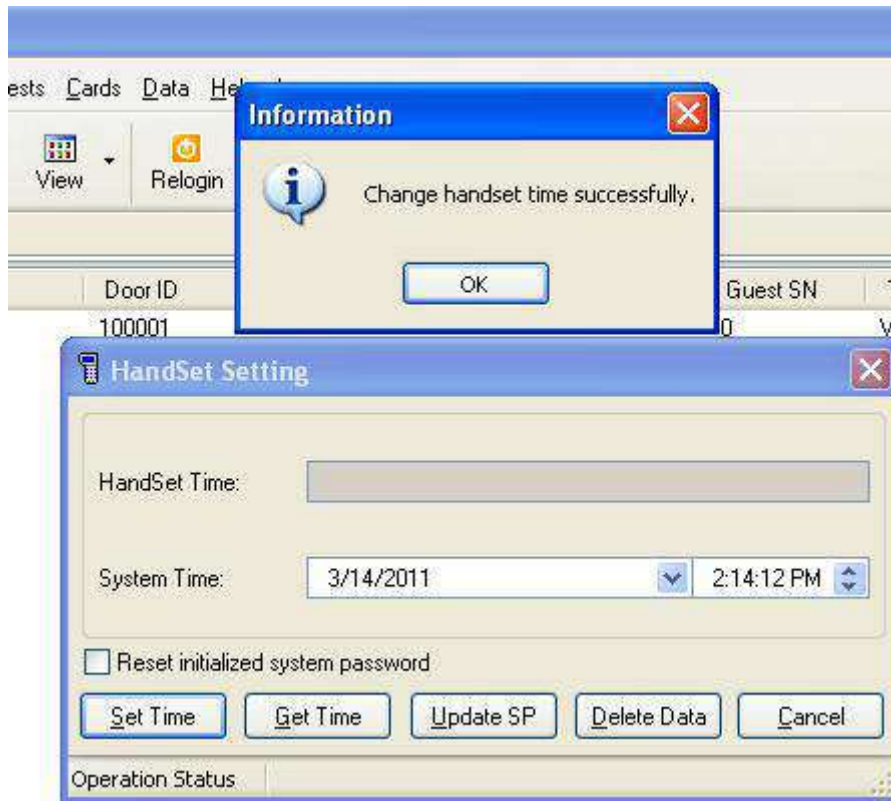 ests Cards Data
Information
View
Relogin
Change handset time successfully.
OK
Door ID
Guest SN
100001
0
HandSet Setting
HandSet Time:
System Time:
3/14/2011
2:14:12 PM
Reset initialized system password
Set Time
Get Time
Update SP
Delete Data
Cancel
Operation Status